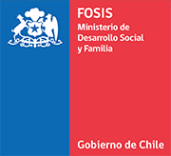 FOSIS
Ministerio de
Desarrollo Social
y Familia
Gobierno de Chile